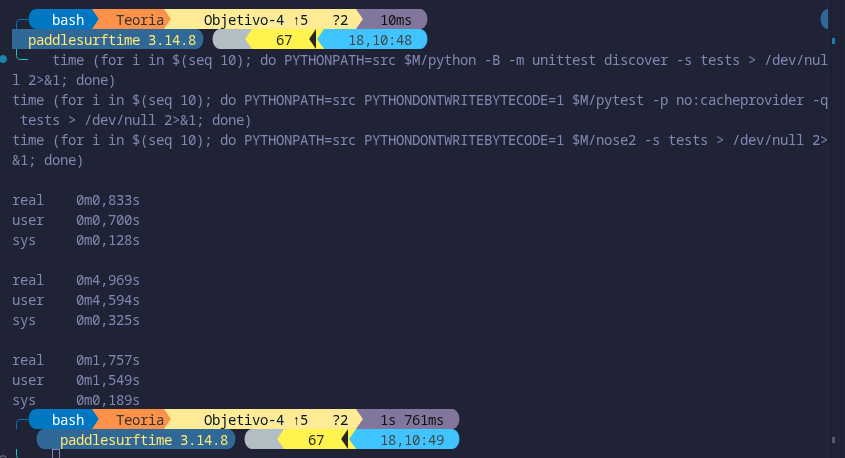 bash Teoria Objetivo-4 ↑5 ?2 10ms
paddlesurftime 3.14.8 67 18,10:48
time (for i in $(seq 10); do PYTHONPATH=src $M/python -B -m unittest discover -s tests > /dev/nul
l 2>&1; done)
time (for i in $(seq 10); do PYTHONPATH=src PYTHONDONTWRITEBYTECODE=1 $M/pytest -p no:cacheprovider -q
 tests > /dev/null 2>&1; done)
time (for i in $(seq 10); do PYTHONPATH=src PYTHONDONTWRITEBYTECODE=1 $M/nose2 -s tests > /dev/null 2>
&1; done)
real 0m0,833s
user 0m0,700s
sys 0m0,128s
real 0m4,969s
user 0m4,594s
sys 0m0,325s
real 0m1,757s
user 0m1,549s
sys 0m0,189s
bash Teoria Objetivo-4 ↑5 ?2 1s 761ms
paddlesurftime 3.14.8 67 18,10:49